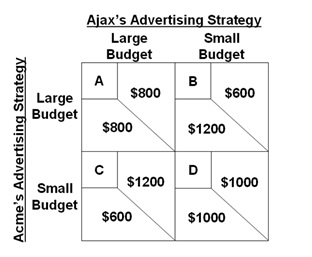 Ajax's Advertising Strategy
Large Budget
Small Budget
Acme's Advertising Strategy
Large Budget
A
$800
$800
B
$600
$1200
Small Budget
C
$1200
$600
D
$1000
$1000